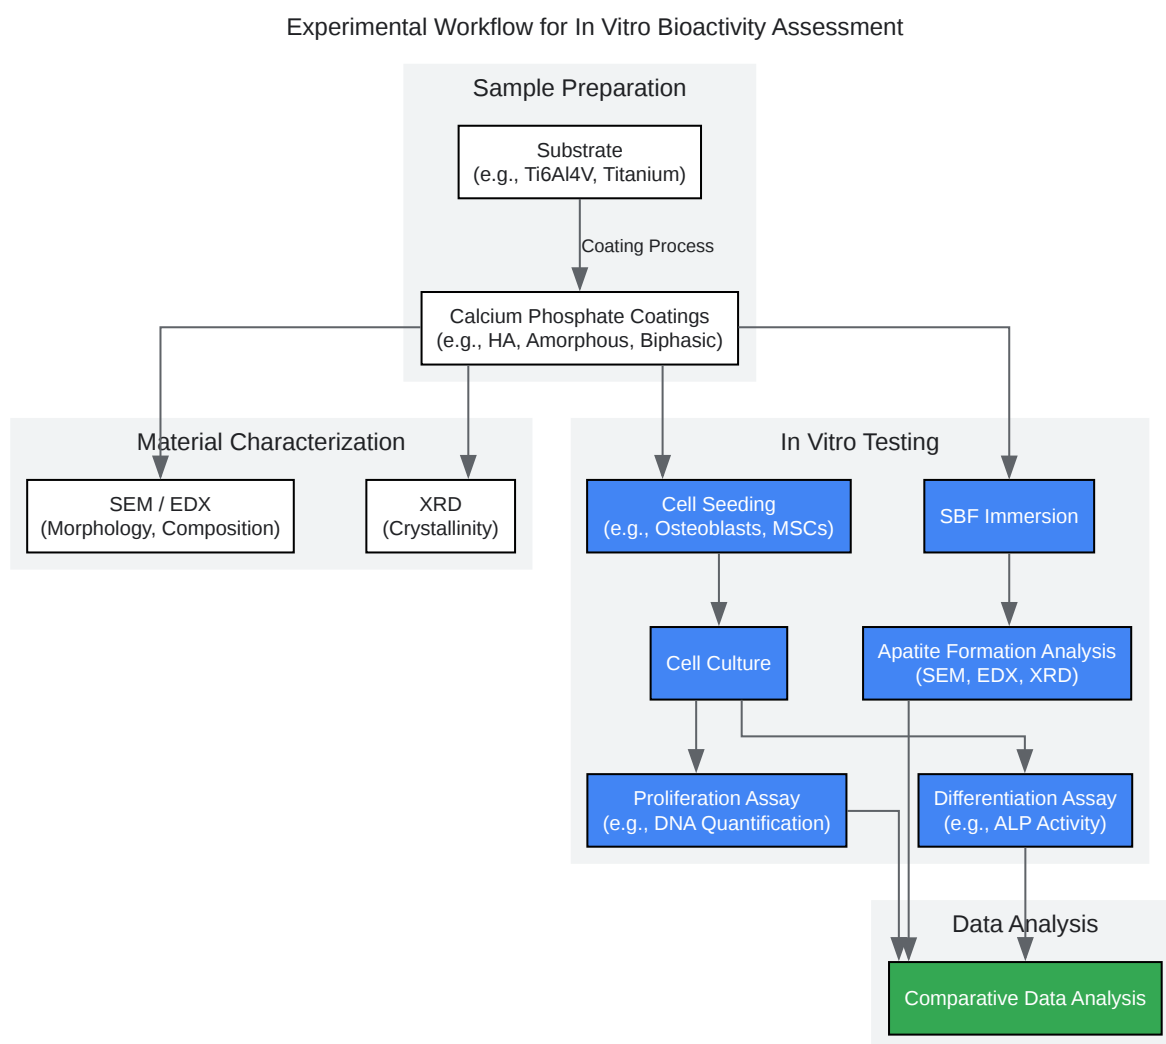 Experimental Workflow for In Vitro Bioactivity Assessment
Sample Preparation
Substrate
(e.g., Ti6Al4V, Titanium)
Coating Process
Calcium Phosphate Coatings
(e.g., HA, Amorphous, Biphasic)
Material Characterization
SEM / EDX
(Morphology, Composition)
XRD
(Crystallinity)
In Vitro Testing
Cell Seeding
(e.g., Osteoblasts, MSCs)
SBF Immersion
Cell Culture
Apatite Formation Analysis
(SEM, EDX, XRD)
Proliferation Assay
(e.g., DNA Quantification)
Differentiation Assay
(e.g., ALP Activity)
Data Analysis
Comparative Data Analysis